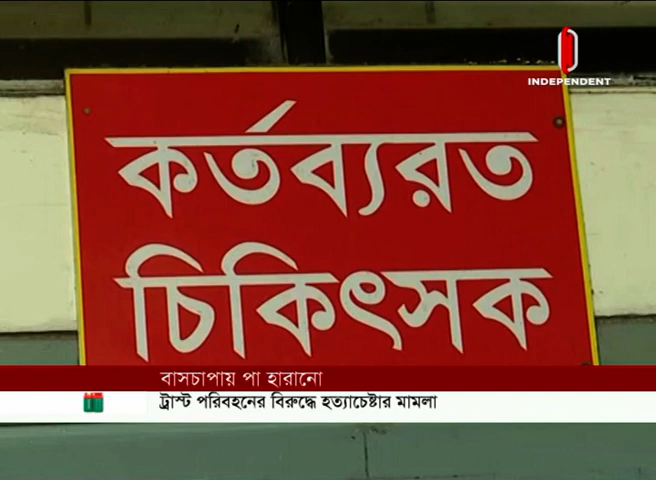 INDEPENDENT
কর্তব্যরত
চিকিৎসক
বাসচাপায় পা হারানো
ট্রাস্ট পরিবহনের বিরুদ্ধে হত্যাচেষ্টার মামলা